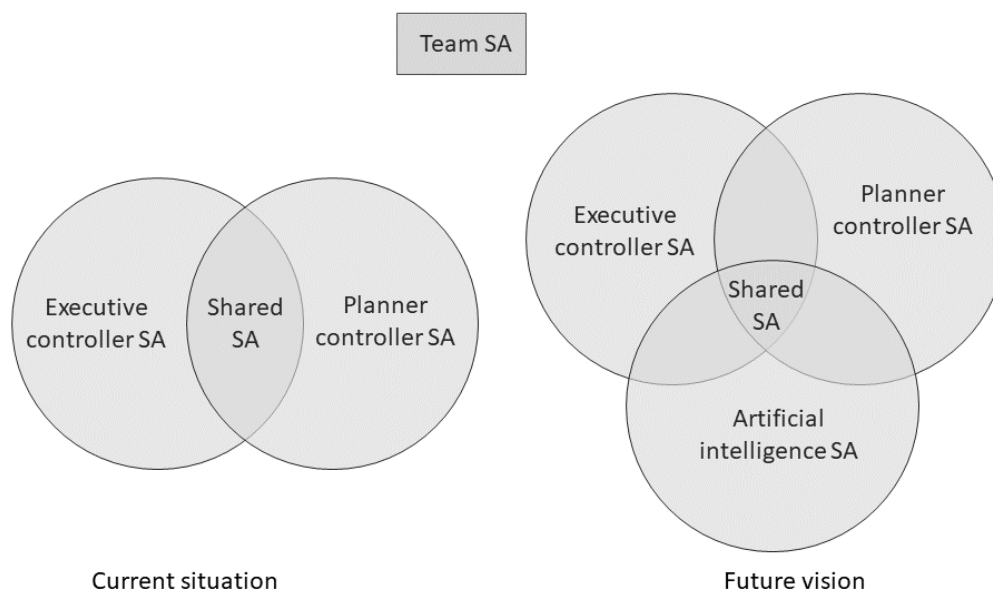 Team SA
Executive
controller SA
Shared
SA
Planner
controller SA
Current situation
Executive
controller SA
Planner
controller SA
Shared
SA
Artificial
intelligence SA
Future vision